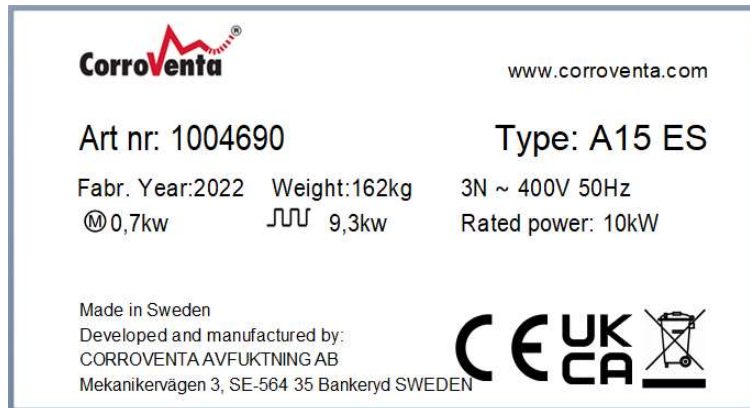 CorroVenta®
www.corroventa.com
Art nr: 1004690 Type: A15 ES
Fabr. Year:2022 Weight:162kg 3N ~ 400V 50Hz
Ⓜ0,7kw 9,3kw Rated power: 10kW
Made in Sweden
Developed and manufactured by:
CORROVENTA AVFUKTNING AB
Mekanikervägen 3, SE-564 35 Bankeryd SWEDEN
CE UK
CA